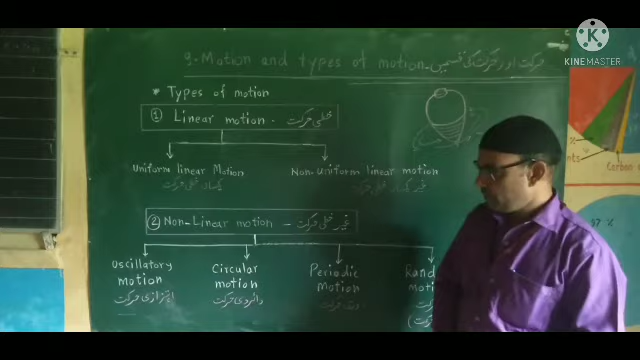 KINEMASTER
9. Motion and types of motion - حرکت اور حرکت کی قسمیں
* Types of motion
① Linear motion - خطی حرکت
Uniform linear Motion
یکساں خطی حرکت
Non-Uniform linear motion
غیر یکساں خطی حرکت
② Non-Linear motion - غیر خطی حرکت
Oscillatory motion
اہتزازی حرکت
Circular motion
دائروی حرکت
Periodic motion
حرکت
Rand
moti
Carbon
47 %